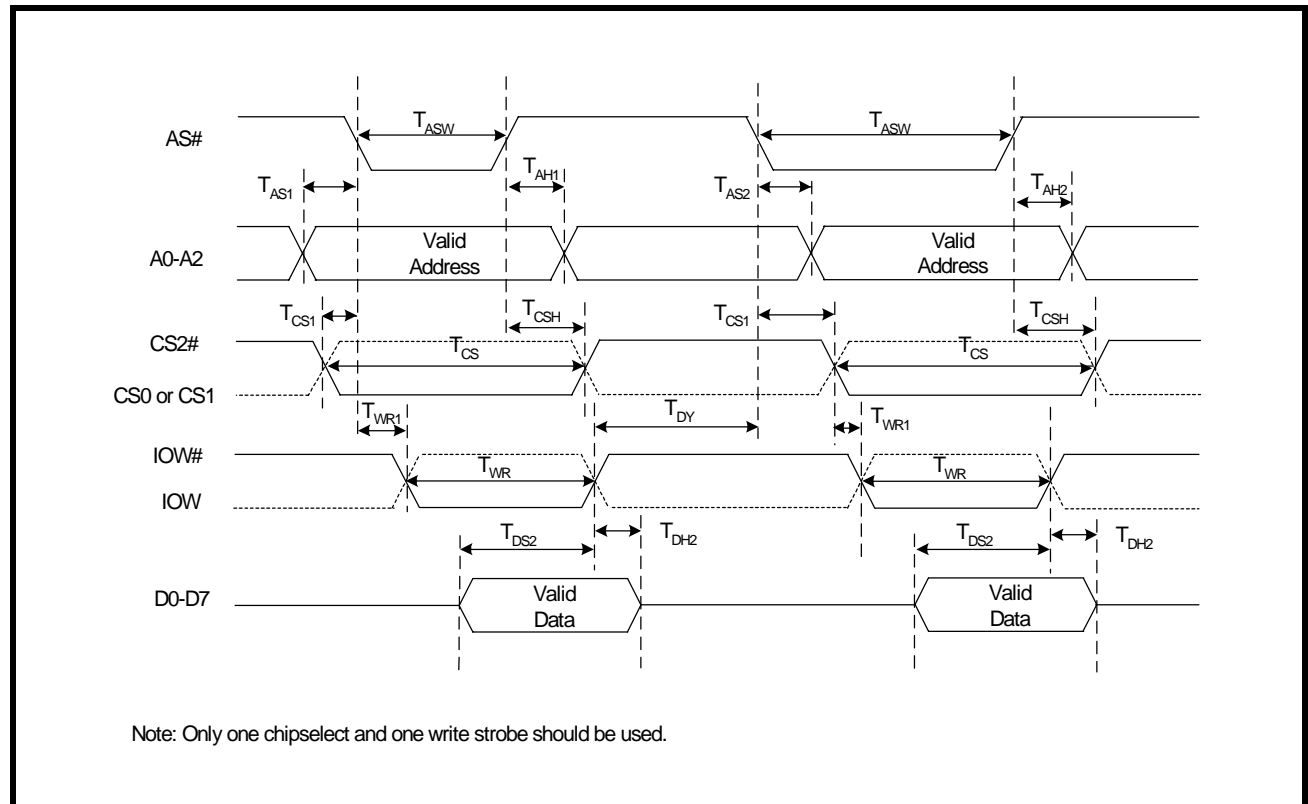 AS#
T_ASW
T_ASW
T_AS1
T_AH1
T_AS2
T_AH2
A0-A2
Valid
Address
Valid
Address
T_CS1
T_CSH
T_CS1
T_CSH
CS2#
T_CS
T_CS
CS0 or CS1
T_WR1
T_DY
T_WR1
IOW#
T_WR
T_WR
IOW
T_DS2
T_DH2
T_DS2
T_DH2
D0-D7
Valid
Data
Valid
Data
Note: Only one chipselect and one write strobe should be used.